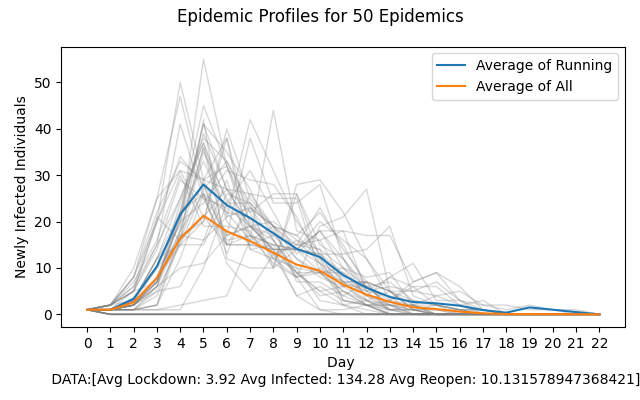 Epidemic Profiles for 50 Epidemics
Average of Running
Average of All
Newly Infected Individuals
50
40
30
20
10
0
0 1 2 3 4 5 6 7 8 9 10 11 12 13 14 15 16 17 18 19 20 21 22
Day
DATA:[Avg Lockdown: 3.92 Avg Infected: 134.28 Avg Reopen: 10.131578947368421]